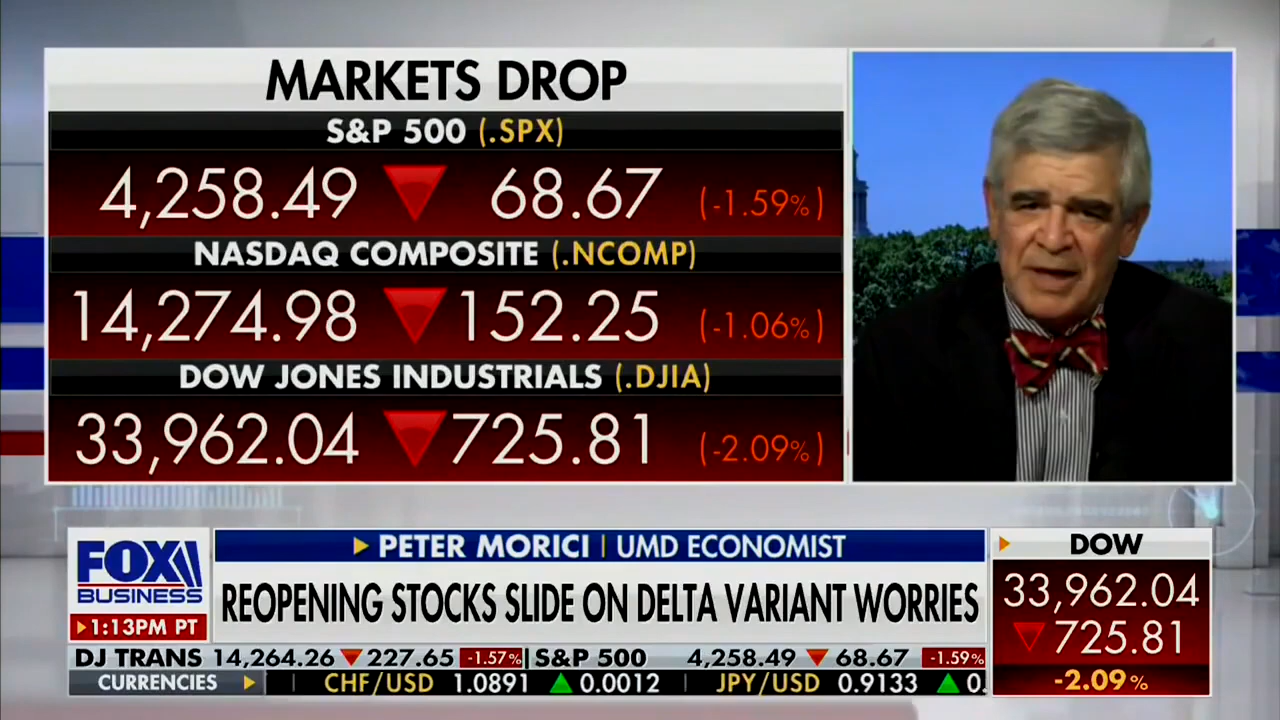 MARKETS DROP
S&P 500 (.SPX)
4,258.49 ▼ 68.67 (-1.59%)
NASDAQ COMPOSITE (.NCOMP)
14,274.98 ▼ 152.25 (-1.06%)
DOW JONES INDUSTRIALS (.DJIA)
33,962.04 ▼ 725.81 (-2.09%)
FOX
BUSINESS
1:13PM PT
PETER MORICI | UMD ECONOMIST
REOPENING STOCKS SLIDE ON DELTA VARIANT WORRIES
DOW
33,962.04
▼ 725.81
-2.09%
DJ TRANS 14,264.26 ▼ 227.65 -1.57% | S&P 500 4,258.49 ▼ 68.67 -1.59%
CURRENCIES | CHF/USD 1.0891 ▲ 0.0012 | JPY/USD 0.9133 ▲ 0.